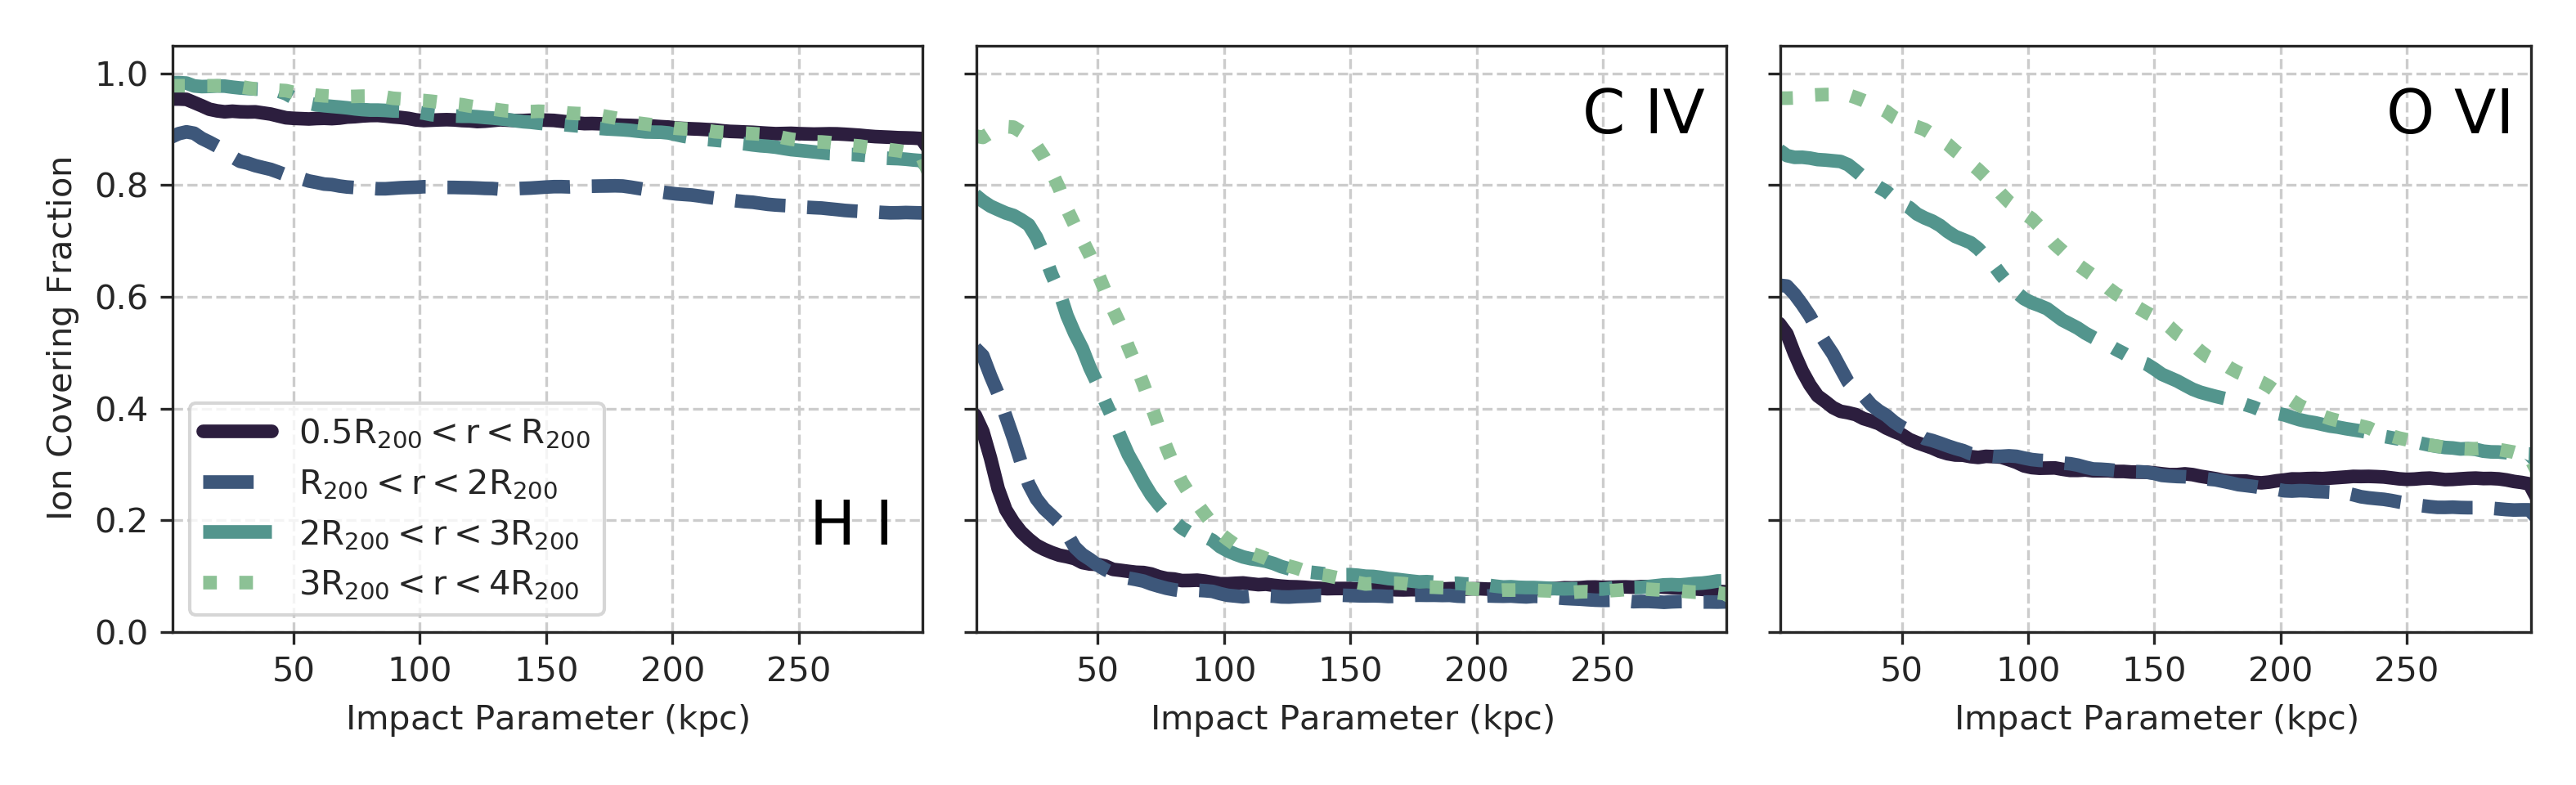 Ion Covering Fraction
1.0
0.8
0.6
0.4
0.2
0.0
0.5R₂₀₀ < r < R₂₀₀
R₂₀₀ < r < 2R₂₀₀
2R₂₀₀ < r < 3R₂₀₀
3R₂₀₀ < r < 4R₂₀₀
H I
50 100 150 200 250
Impact Parameter (kpc)
C IV
50 100 150 200 250
Impact Parameter (kpc)
O VI
50 100 150 200 250
Impact Parameter (kpc)